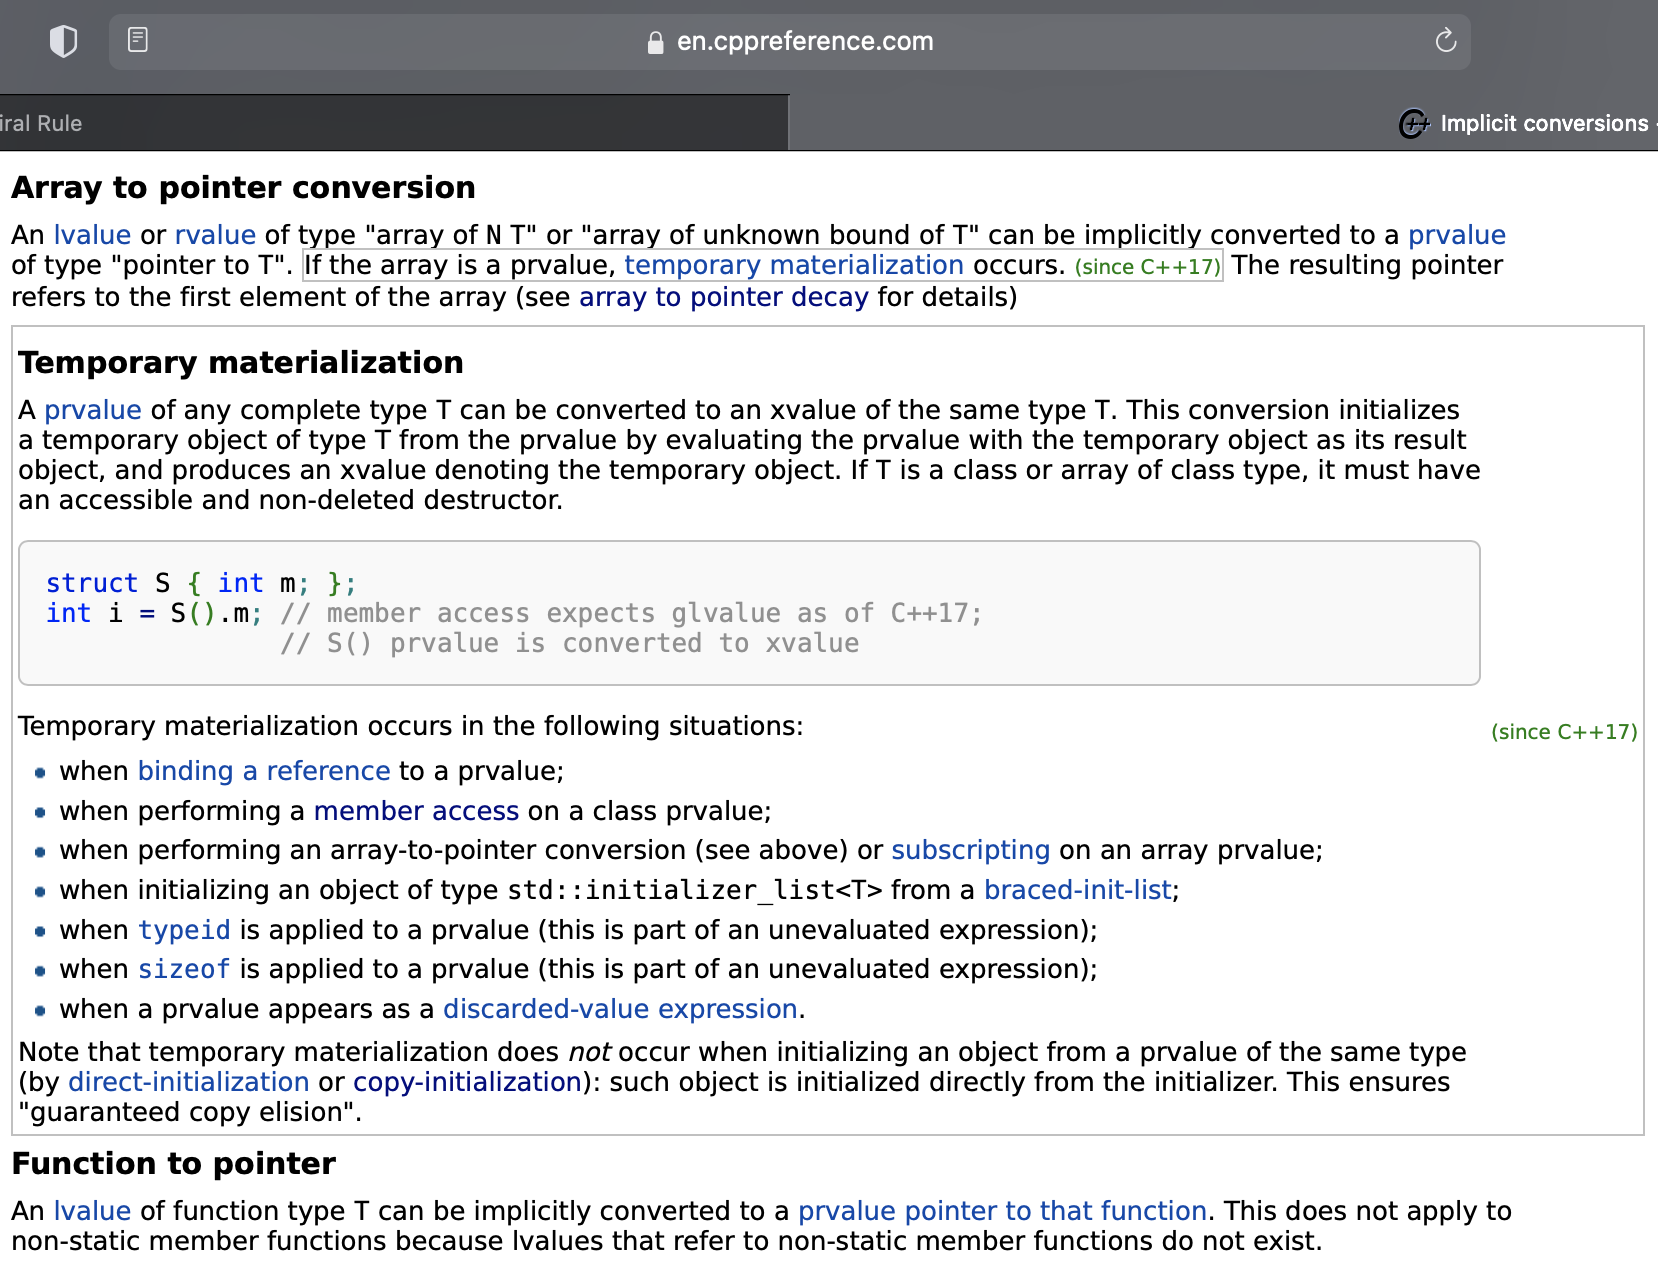 en.cppreference.com
iral Rule
Implicit conversions -
Array to pointer conversion
An lvalue or rvalue of type "array of N T" or "array of unknown bound of T" can be implicitly converted to a prvalue
of type "pointer to T". If the array is a prvalue, temporary materialization occurs. (since C++17) The resulting pointer
refers to the first element of the array (see array to pointer decay for details)
Temporary materialization
A prvalue of any complete type T can be converted to an xvalue of the same type T. This conversion initializes
a temporary object of type T from the prvalue by evaluating the prvalue with the temporary object as its result
object, and produces an xvalue denoting the temporary object. If T is a class or array of class type, it must have
an accessible and non-deleted destructor.
struct S { int m; };
int i = S().m; // member access expects glvalue as of C++17;
// S() prvalue is converted to xvalue
Temporary materialization occurs in the following situations:
(since C++17)
when binding a reference to a prvalue;
when performing a member access on a class prvalue;
when performing an array-to-pointer conversion (see above) or subscripting on an array prvalue;
when initializing an object of type std::initializer_list<T> from a braced-init-list;
when typeid is applied to a prvalue (this is part of an unevaluated expression);
when sizeof is applied to a prvalue (this is part of an unevaluated expression);
when a prvalue appears as a discarded-value expression.
Note that temporary materialization does not occur when initializing an object from a prvalue of the same type
(by direct-initialization or copy-initialization): such object is initialized directly from the initializer. This ensures
"guaranteed copy elision".
Function to pointer
An lvalue of function type T can be implicitly converted to a prvalue pointer to that function. This does not apply to
non-static member functions because lvalues that refer to non-static member functions do not exist.